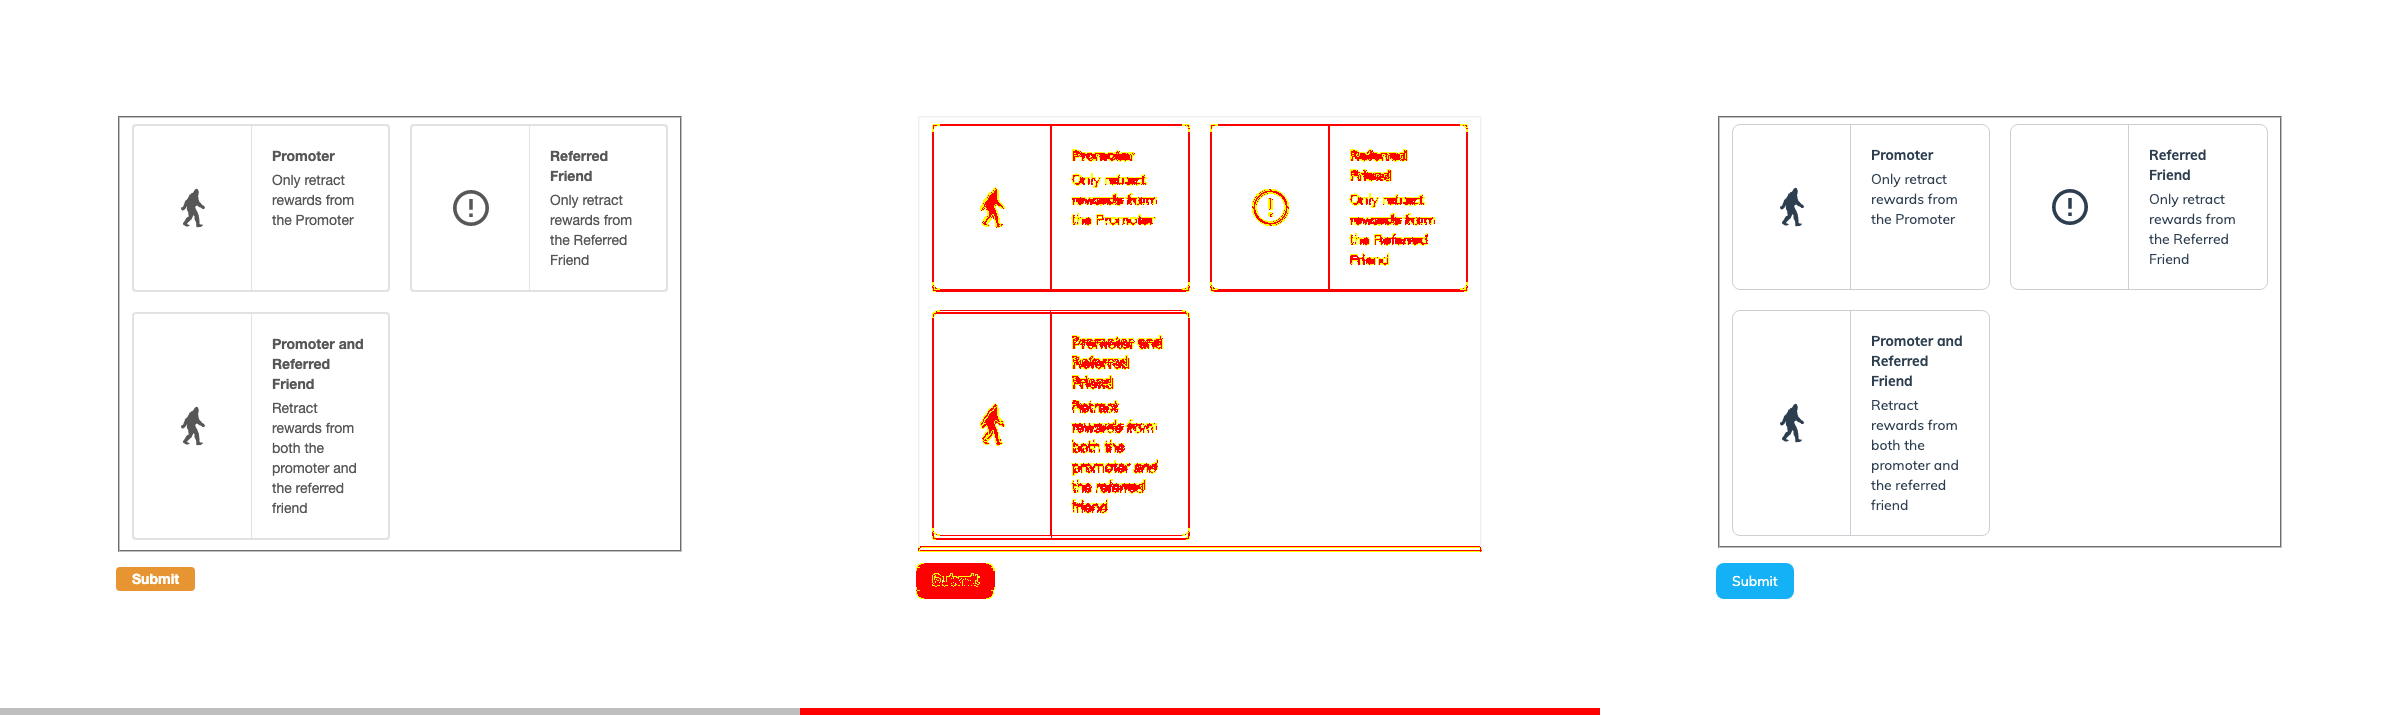 Promoter
Only retract
rewards from
the Promoter
Referred
Friend
Only retract
rewards from
the Referred
Friend
Promoter and
Referred
Friend
Retract
rewards from
both the
promoter and
the referred
friend
Submit
Promoter
Only retract
rewards from
the Promoter
Referred
Friend
Only retract
rewards from
the Referred
Friend
Promoter and
Referred
Friend
Retract
rewards from
both the
promoter and
the referred
friend
Submit
Promoter
Only retract
rewards from
the Promoter
Referred
Friend
Only retract
rewards from
the Referred
Friend
Promoter and
Referred
Friend
Retract
rewards from
both the
promoter and
the referred
friend
Submit